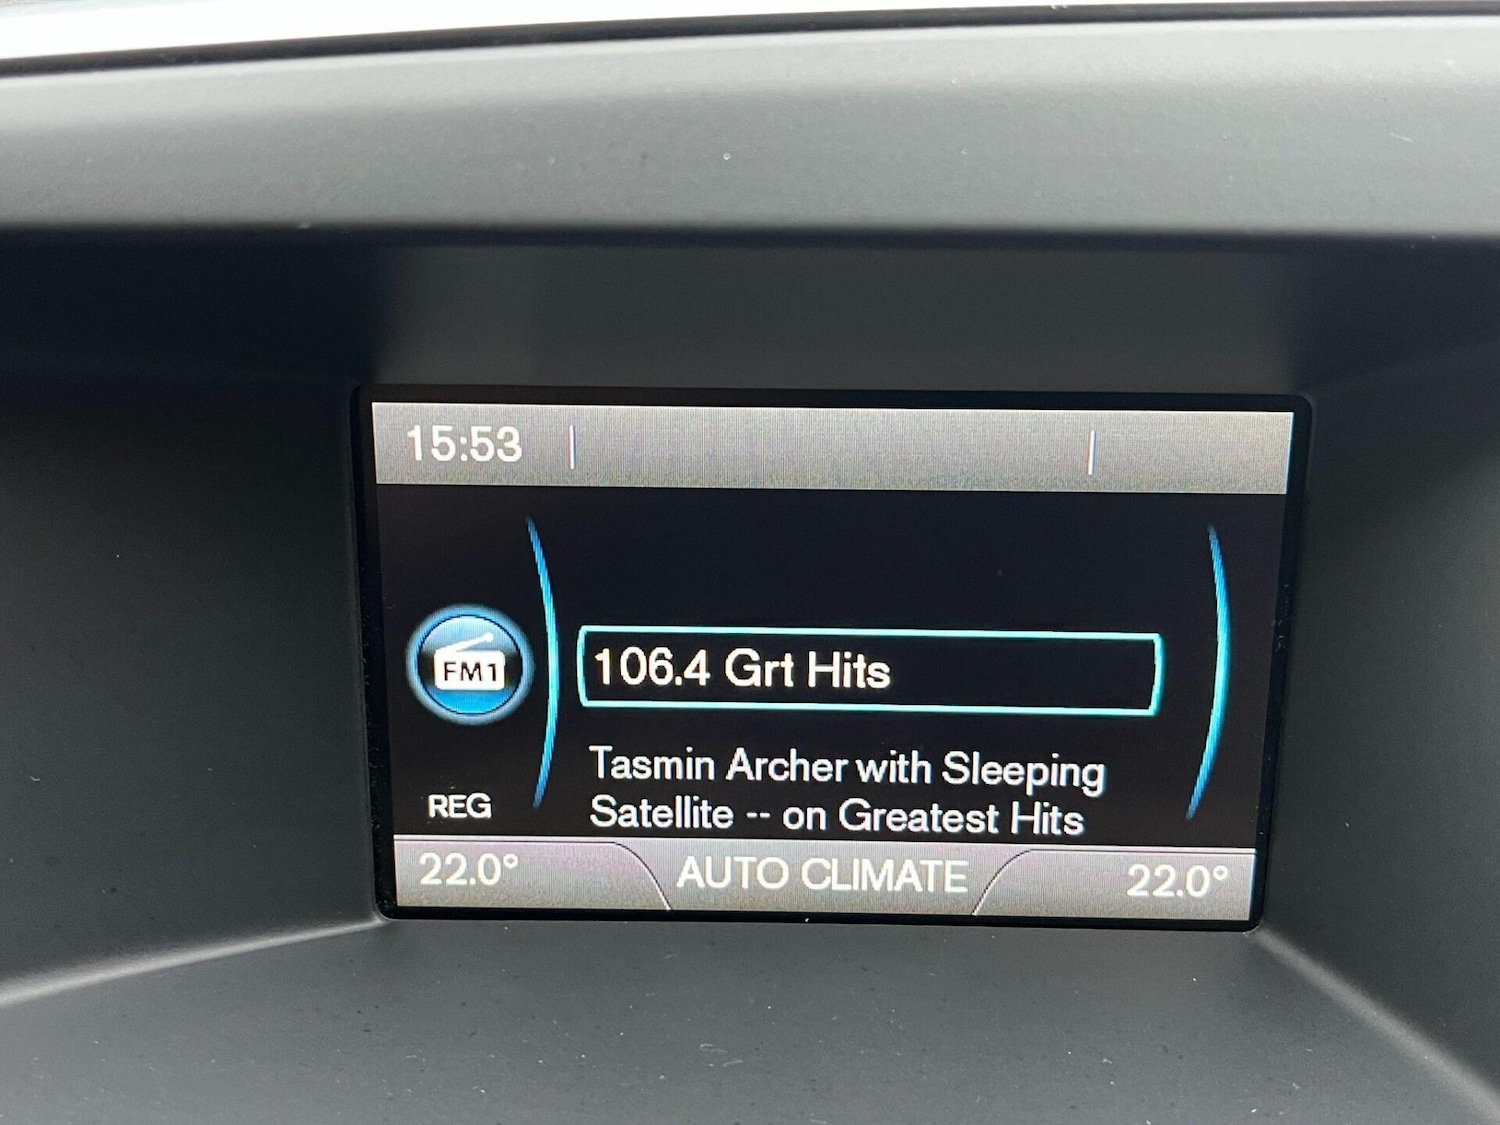 15:53
FM1
106.4 Grt Hits
Tasmin Archer with Sleeping
Satellite -- on Greatest Hits
REG
22.0° AUTO CLIMATE 22.0°